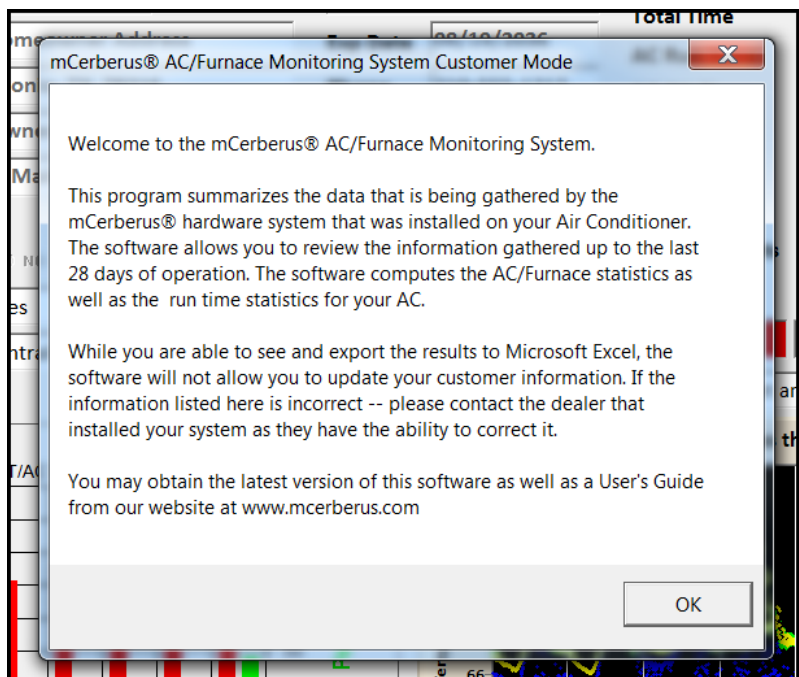 Total Time
mCerberus® AC/Furnace Monitoring System Customer Mode
X
Welcome to the mCerberus® AC/Furnace Monitoring System.
This program summarizes the data that is being gathered by the
mCerberus® hardware system that was installed on your Air Conditioner.
The software allows you to review the information gathered up to the last
28 days of operation. The software computes the AC/Furnace statistics as
well as the  run time statistics for your AC.
While you are able to see and export the results to Microsoft Excel, the
software will not allow you to update your customer information. If the
information listed here is incorrect -- please contact the dealer that
installed your system as they have the ability to correct it.
You may obtain the latest version of this software as well as a User's Guide
from our website at www.mcerberus.com
OK
66